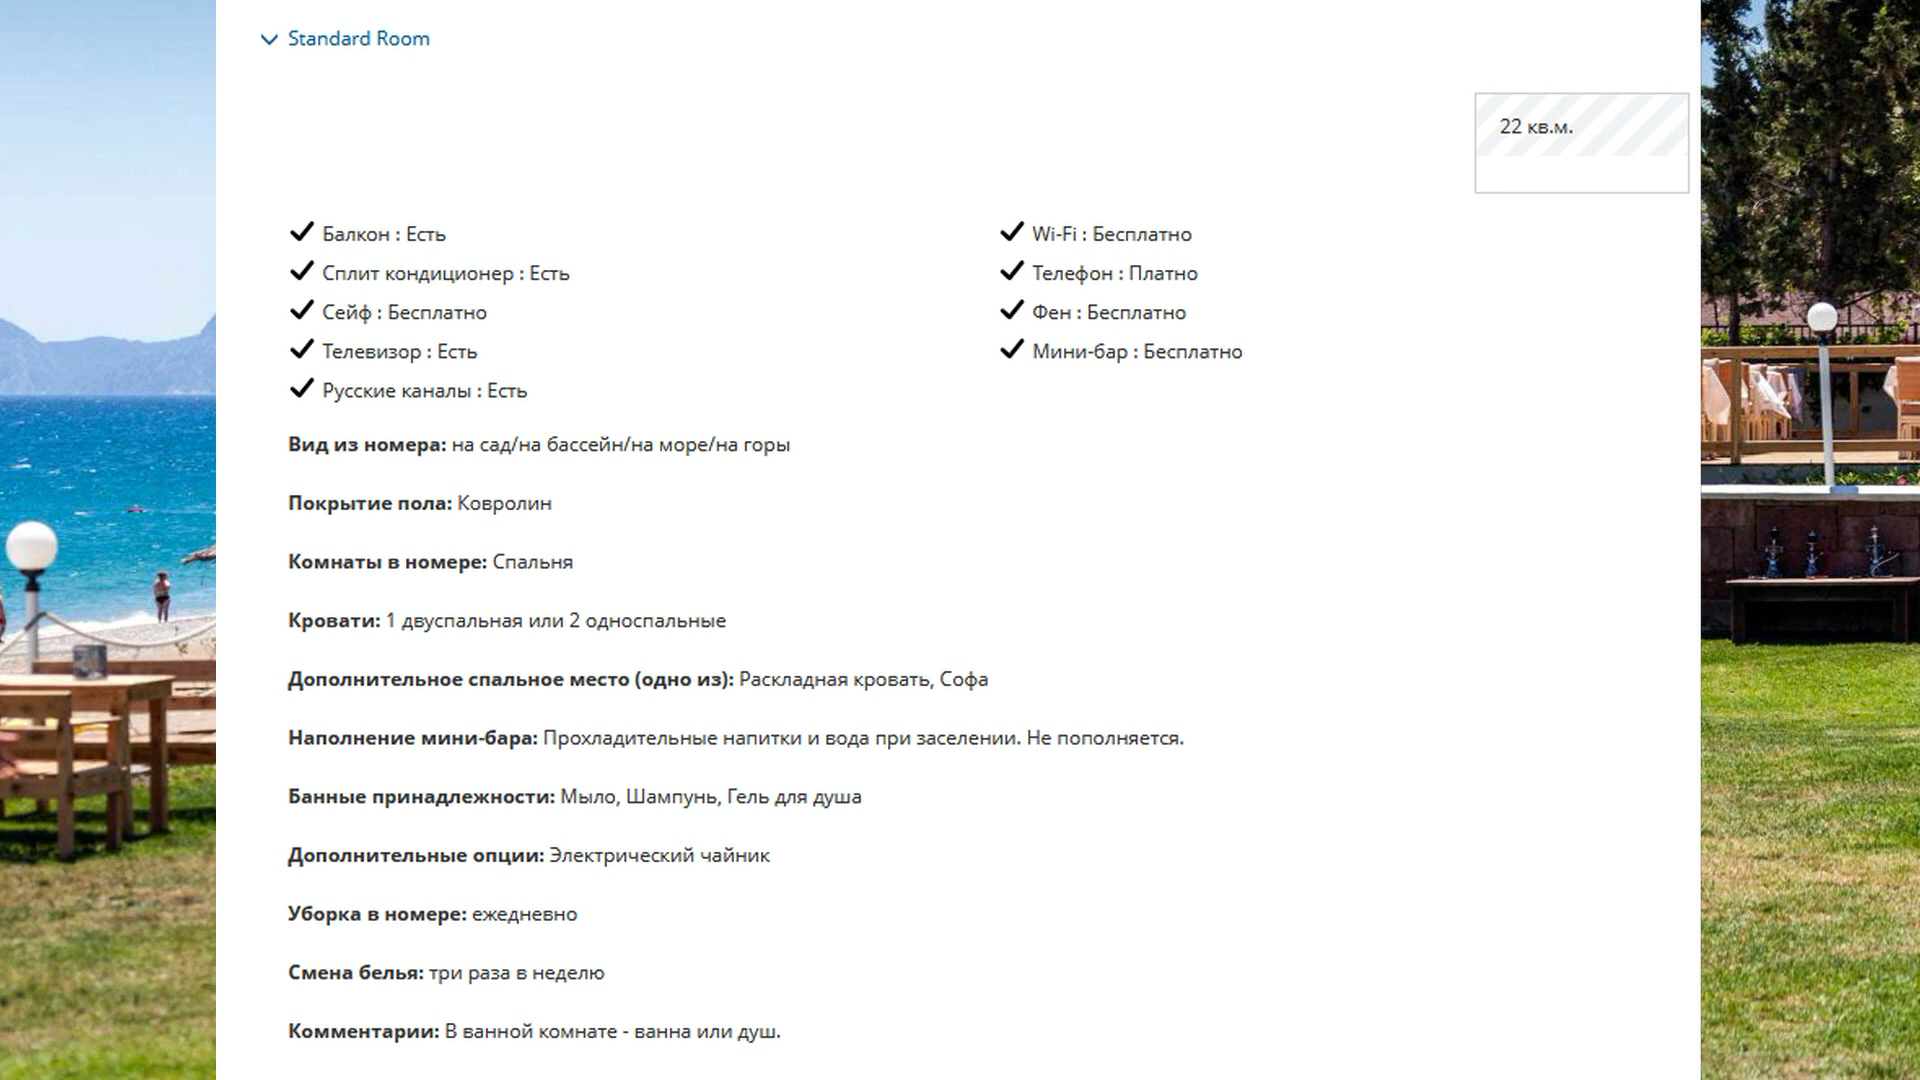 Standard Room
22 кв.м.
Балкон : Есть
Wi-Fi : Бесплатно
Сплит кондиционер : Есть
Телефон : Платно
Сейф : Бесплатно
Фен : Бесплатно
Телевизор : Есть
Мини-бар : Бесплатно
Русские каналы : Есть
Вид из номера: на сад/на бассейн/на море/на горы
Покрытие пола: Ковролин
Комнаты в номере: Спальня
Кровати: 1 двуспальная или 2 односпальные
Дополнительное спальное место (одно из): Раскладная кровать, Софа
Наполнение мини-бара: Прохладительные напитки и вода при заселении. Не пополняется.
Банные принадлежности: Мыло, Шампунь, Гель для душа
Дополнительные опции: Электрический чайник
Уборка в номере: ежедневно
Смена белья: три раза в неделю
Комментарии: В ванной комнате - ванна или душ.